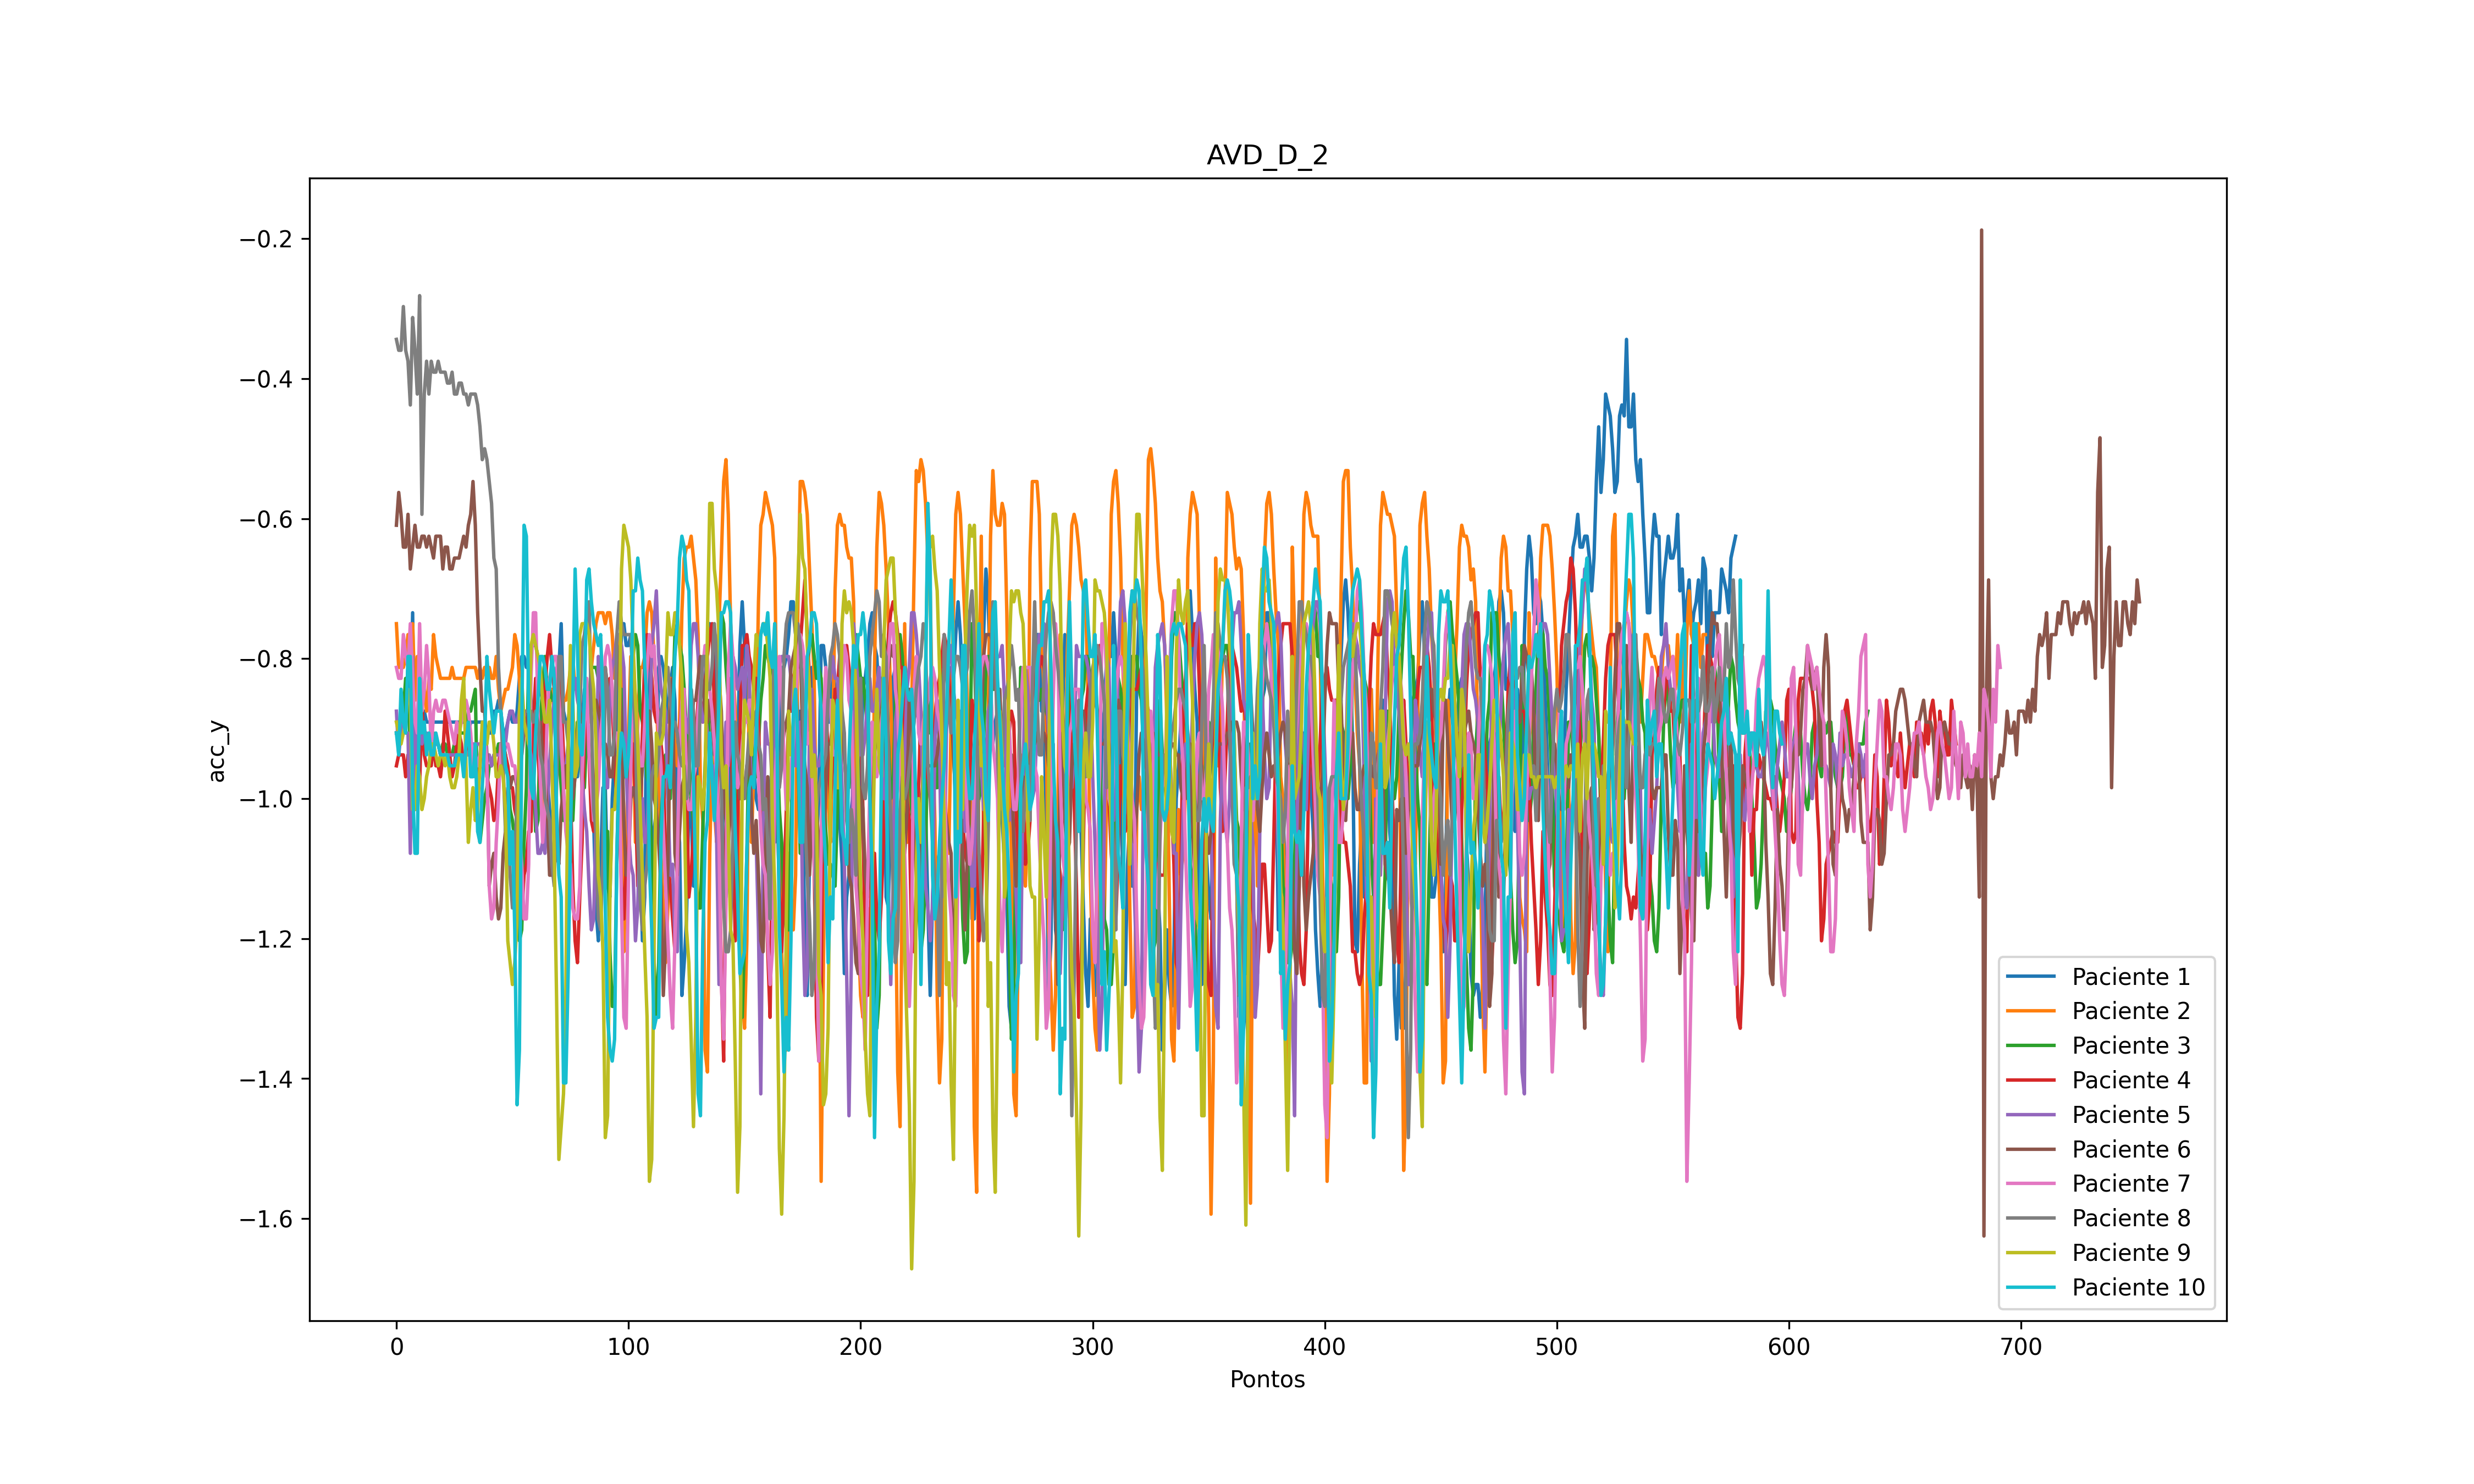 AVD_D_2
−0.2
−0.4
−0.6
−0.8
−1.0
−1.2
−1.4
−1.6
acc_y
0 100 200 300 400 500 600 700
Pontos
Paciente 1
Paciente 2
Paciente 3
Paciente 4
Paciente 5
Paciente 6
Paciente 7
Paciente 8
Paciente 9
Paciente 10